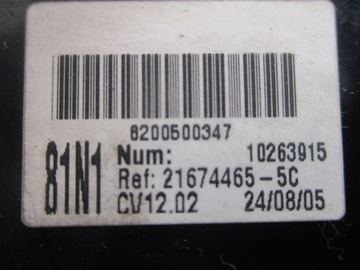 8200500347
81N1
Num: 10263915
Ref: 21674465-5C
CV12.02 24/08/05